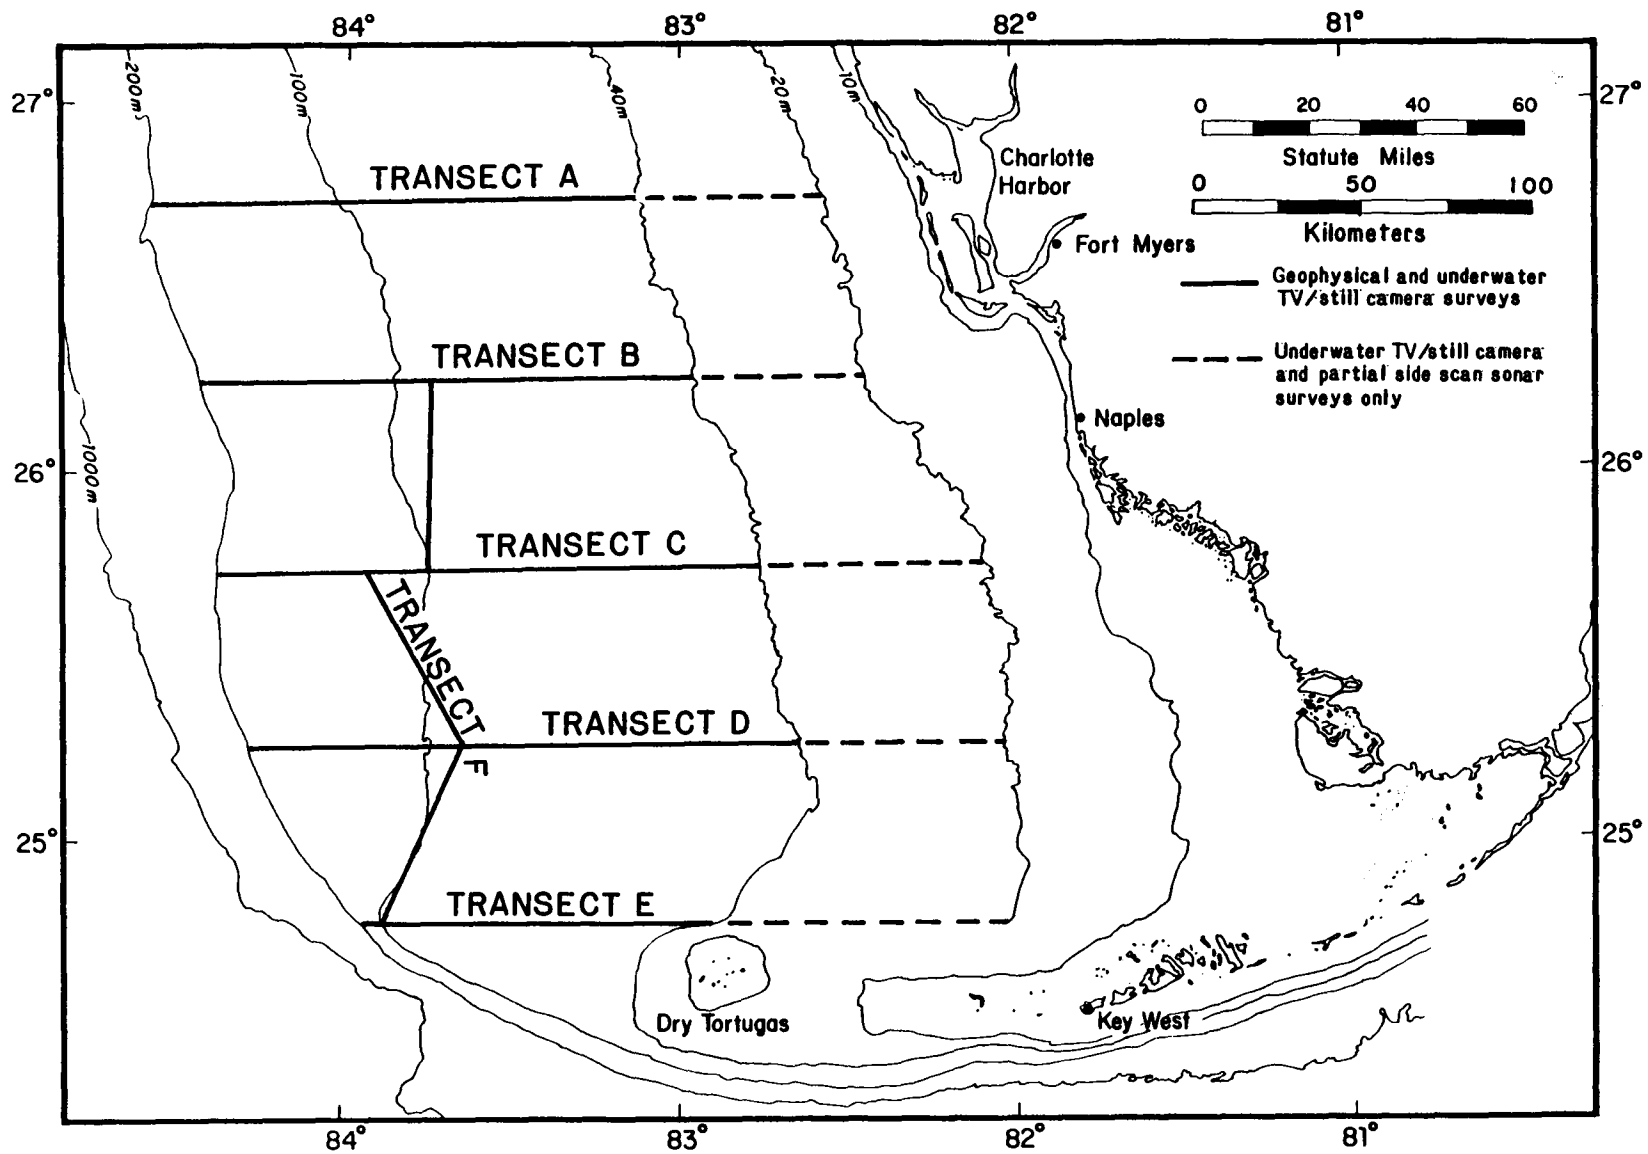 84° 83° 82° 81°
200m 100m 40m 20m 10m
27° 27°
0 20 40 60
Statute Miles
0 50 100
Kilometers
Charlotte
Harbor
TRANSECT A
Fort Myers
Geophysical and underwater
TV/still camera surveys
TRANSECT B
Underwater TV/still camera
and partial side scan sonar
surveys only
Naples
1000m
26° 26°
TRANSECT C
TRANSECT F
TRANSECT D
25° 25°
TRANSECT E
Dry Tortugas
Key West
84° 83° 82° 81°